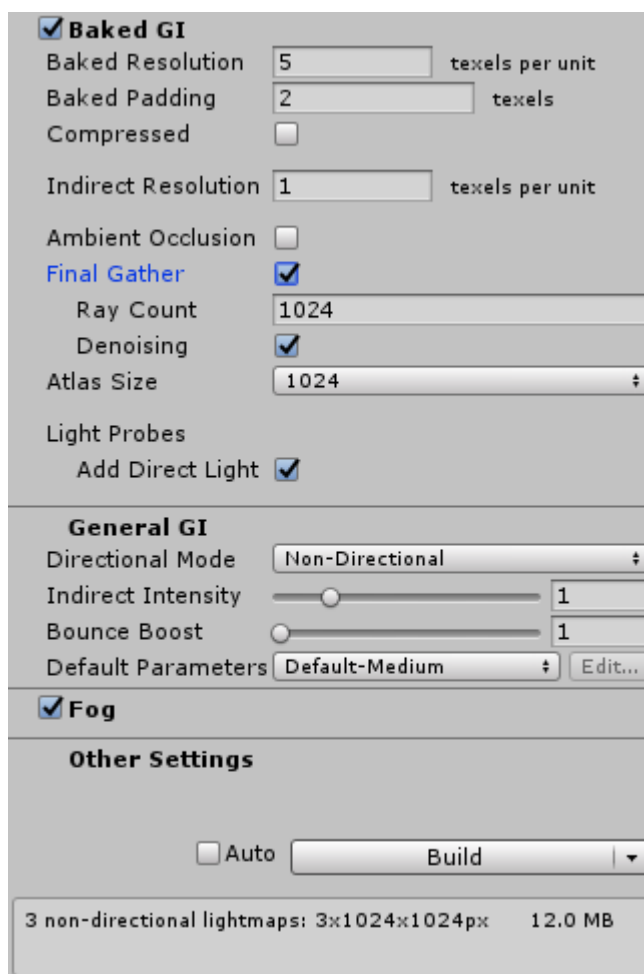 Baked GI
Baked Resolution 5 texels per unit
Baked Padding 2 texels
Compressed
Indirect Resolution 1 texels per unit
Ambient Occlusion
Final Gather
Ray Count 1024
Denoising
Atlas Size 1024
Light Probes
Add Direct Light
General GI
Directional Mode Non-Directional
Indirect Intensity 1
Bounce Boost 1
Default Parameters Default-Medium Edit...
Fog
Other Settings
Auto Build
3 non-directional lightmaps: 3x1024x1024px 12.0 MB